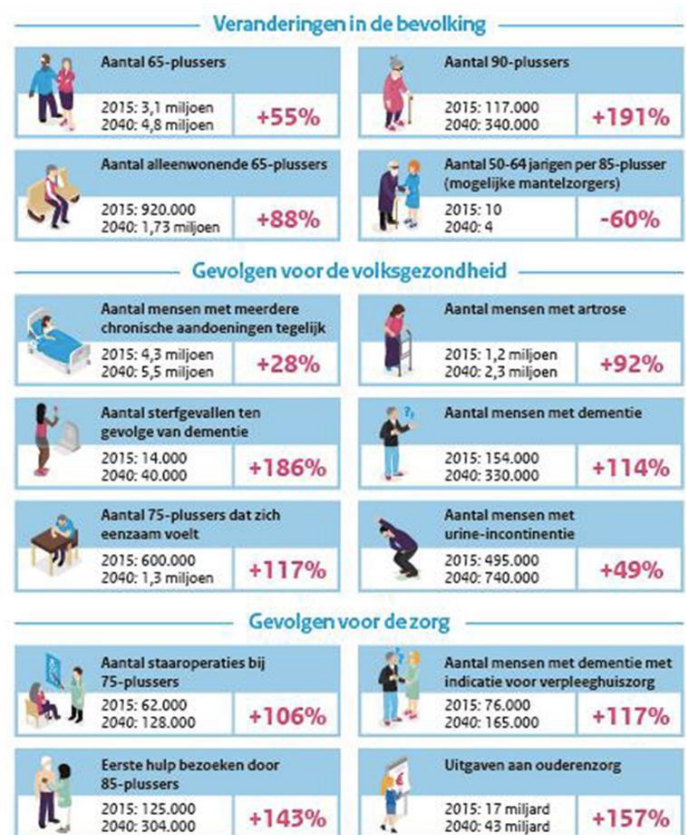 Veranderingen in de bevolking
Aantal 65-plussers
2015: 3,1 miljoen
2040: 4,8 miljoen
+55%
Aantal 90-plussers
2015: 117.000
2040: 340.000
+191%
Aantal alleenwonende 65-plussers
2015: 920.000
2040: 1,73 miljoen
+88%
Aantal 50-64 jarigen per 85-plusser
(mogelijke mantelzorgers)
2015: 10
2040: 4
-60%
Gevolgen voor de volksgezondheid
Aantal mensen met meerdere
chronische aandoeningen tegelijk
2015: 4,3 miljoen
2040: 5,5 miljoen
+28%
Aantal mensen met artrose
2015: 1,2 miljoen
2040: 2,3 miljoen
+92%
Aantal sterfgevallen ten
gevolge van dementie
2015: 14.000
2040: 40.000
+186%
Aantal mensen met dementie
2015: 154.000
2040: 330.000
+114%
Aantal 75-plussers dat zich
eenzaam voelt
2015: 600.000
2040: 1,3 miljoen
+117%
Aantal mensen met
urine-incontinentie
2015: 495.000
2040: 740.000
+49%
Gevolgen voor de zorg
Aantal staaroperaties bij
75-plussers
2015: 62.000
2040: 128.000
+106%
Aantal mensen met dementie met
indicatie voor verpleeghuiszorg
2015: 76.000
2040: 165.000
+117%
Eerste hulp bezoeken door
85-plussers
2015: 125.000
2040: 304.000
+143%
Uitgaven aan ouderenzorg
2015: 17 miljard
2040: 43 miljard
+157%